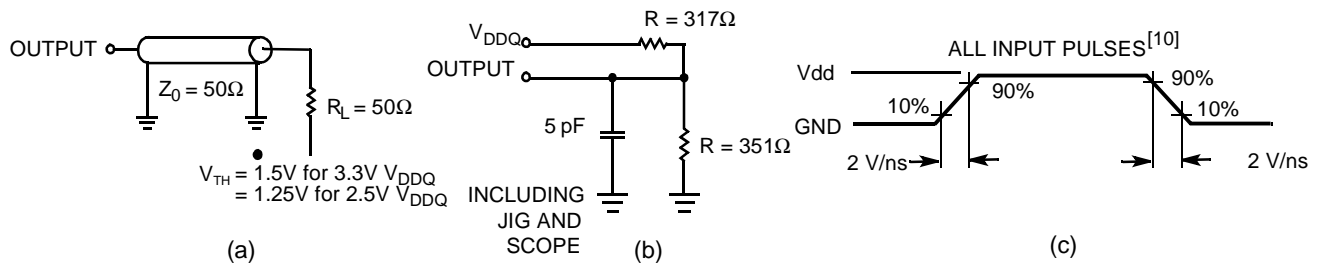 OUTPUT
Z0 = 50Ω
RL = 50Ω
VTH = 1.5V for 3.3V VDDQ
= 1.25V for 2.5V VDDQ
(a)
R = 317Ω
VDDQ
OUTPUT
5 pF
R = 351Ω
INCLUDING
JIG AND
SCOPE
(b)
ALL INPUT PULSES[10]
Vdd
90%
90%
10%
10%
GND
2 V/ns
2 V/ns
(c)